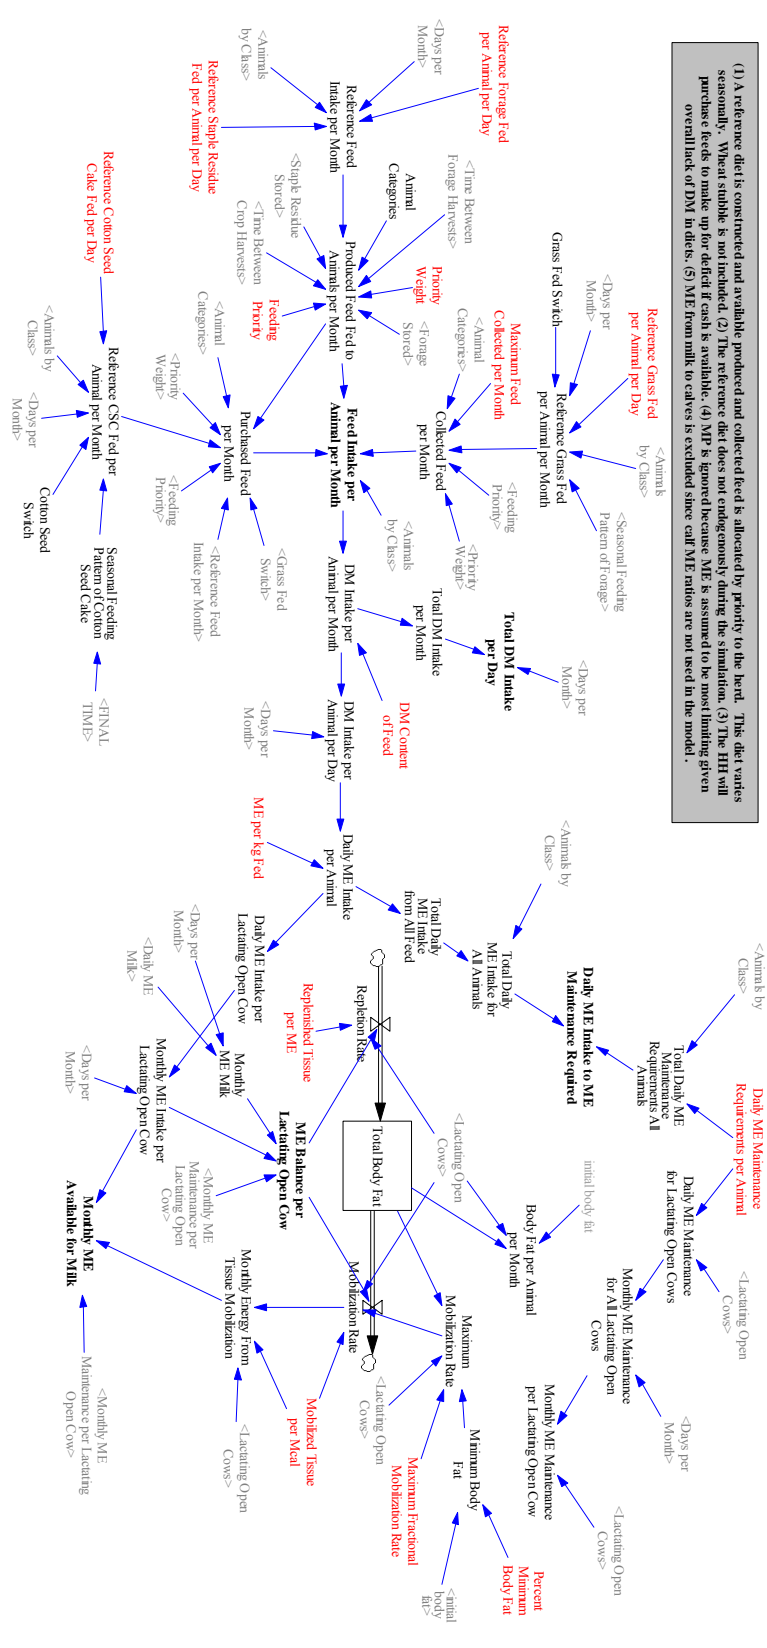 (1) A reference diet is constructed and available produced and collected feed is allocated by priority to the herd. This diet varies
seasonally. Wheat stubble is not included. (2) The reference diet does not endogenously during the simulation. (3) The HH will
purchase feeds to make up for deficit if cash is available. (4) MP is ignored because ME is assumed to be most limiting given
overall lack of DM in diets. (5) ME from milk to calves is excluded since calf ME ratios are not used in the model .
Reference Forage Fed
per Animal per Day
<Days per
Month>
<Animals
by Class>
Reference Staple Residue
Fed per Animal per Day
Reference Feed
Intake per Month
<Time Between
Forage Harvests>
Animal
Categories
<Staple Residue
Stored>
<Time Between
Crop Harvests>
Produced Feed Fed to
Animals per Month
Priority
Weight
Feeding
Priority
<Forage
Stored>
Reference Cotton Seed
Cake Fed per Day
<Animals by
Class>
<Days per
Month>
Cotton Seed
Switch
Reference CSC Fed per
Animal per Month
Seasonal Feeding
Pattern of Cotton
Seed Cake
<FINAL
TIME>
<Animal
Categories>
<Priority
Weight>
Purchased Feed
per Month
<Feeding
Priority>
<Reference Feed
Intake per Month>
<Grass Fed
Switch>
Feed Intake per
Animal per Month
<Animals
by Class>
Maximum Feed
Collected per Month
<Animal
Categories>
Collected Feed
per Month
<Feeding
Priority>
<Priority
Weight>
Grass Fed Switch
<Days per
Month>
Reference Grass Fed
per Animal per Day
Reference Grass Fed
per Animal per Month
<Animals
by Class>
<Seasonal Feeding
Pattern of Forage>
DM Intake per
Animal per Month
Total DM Intake
per Month
Total DM Intake
per Day
<Days per
Month>
DM Content
of Feed
<Days per
Month>
DM Intake per
Animal per Day
ME per kg Fed
Daily ME Intake
per Animal
Total Daily
ME Intake
from All Feed
<Animals by
Class>
Total Daily
ME Intake for
All Animals
Daily ME Intake to ME
Maintenance Required
<Animals by
Class>
Total Daily ME
Maintenance
Requirements All
Animals
Daily ME Maintenance
Requirements per Animal
Daily ME Maintenance
for Lactating Open Cows
<Lactating Open
Cows>
Monthly ME Maintenance
for All Lactating Open
Cows
<Days per
Month>
Monthly ME Maintenance
per Lactating Open Cow
<Lactating Open
Cows>
Daily ME Intake per
Lactating Open Cow
<Days per
Month>
<Daily ME
Milk>
Monthly
ME Milk
Monthly ME Intake per
Lactating Open Cow
<Days per
Month>
Replenished Tissue
per ME
Repletion Rate
ME Balance per
Lactating Open Cow
<Monthly ME
Maintenance per
Lactating Open
Cow>
Total Body Fat
<Lactating Open
Cows>
initial body fat
Body Fat per Animal
per Month
Mobilization Rate
Maximum
Mobilization Rate
<Lactating Open
Cows>
Maximum Fractional
Mobilization Rate
Minimum Body
Fat
<initial
body
fat>
Percent
Minimum
Body Fat
Mobilized Tissue
per Mcal
Monthly Energy From
Tissue Mobilization
<Lactating Open
Cows>
Monthly ME
Available for Milk
<Monthly ME
Maintenance per Lactating
Open Cow>